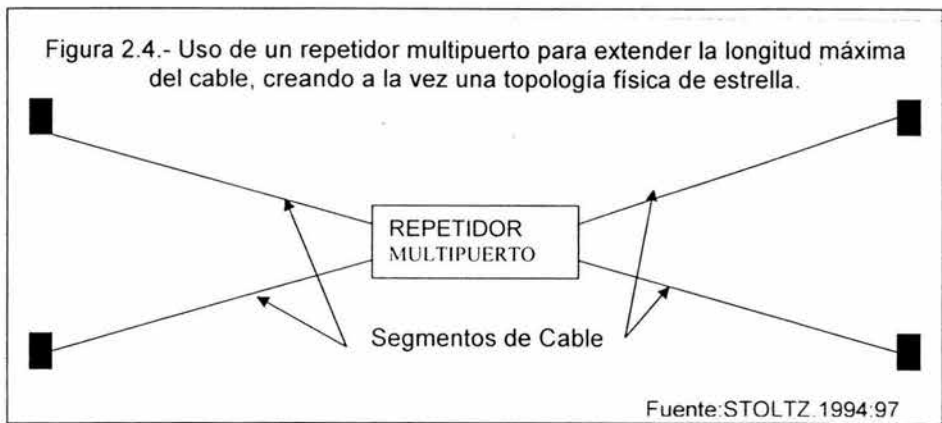 Figura 2.4.- Uso de un repetidor multipuerto para extender la longitud máxima
del cable, creando a la vez una topología física de estrella.
REPETIDOR
MULTIPUERTO
Segmentos de Cable
Fuente:STOLTZ.1994:97